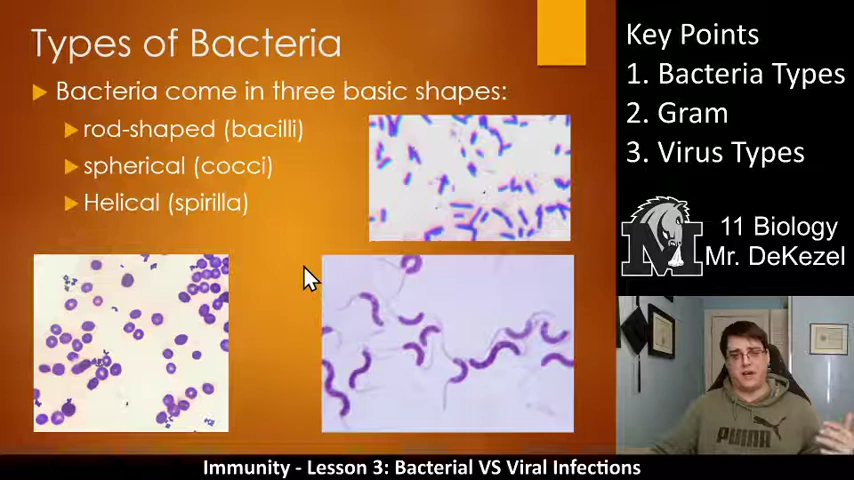 Types of Bacteria
Bacteria come in three basic shapes:
rod-shaped (bacilli)
spherical (cocci)
Helical (spirilla)
Key Points
1. Bacteria Types
2. Gram
3. Virus Types
M
11 Biology
Mr. DeKezel
PUMA
Immunity - Lesson 3: Bacterial VS Viral Infections